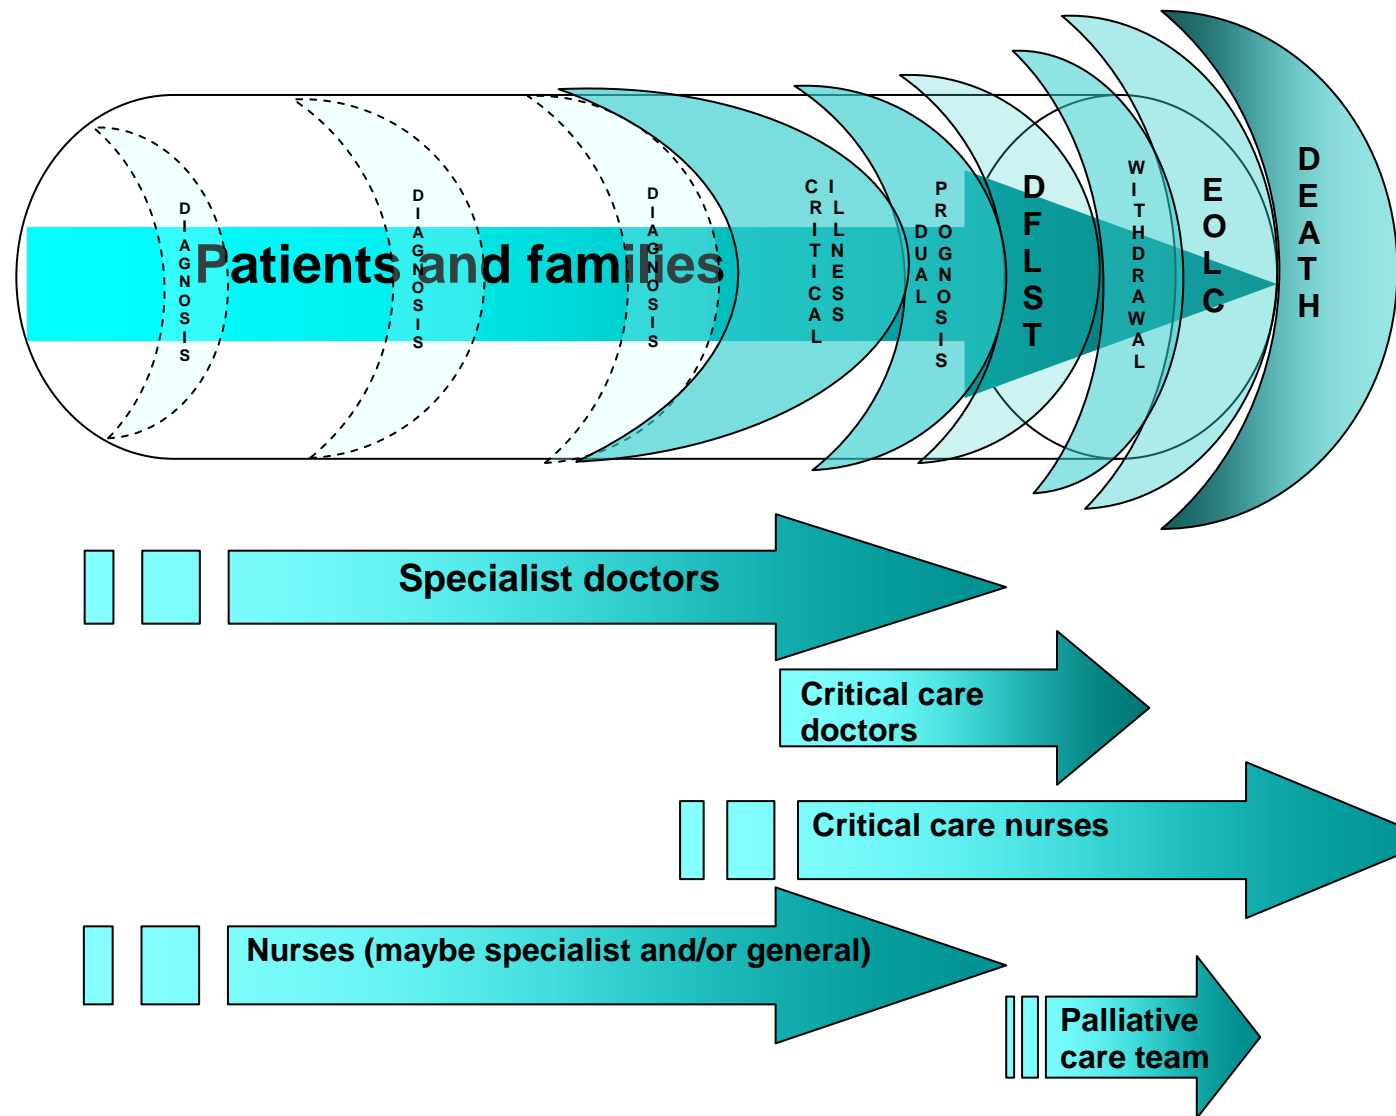 DIAGNOSIS
DIAGNOSIS
DIAGNOSIS
CRITICAL
ILLNESS
DUAL
PROGNOSIS
DFLST
WITHDRAWAL
EOLC
DEATH
Patients and families
Specialist doctors
Critical care
doctors
Critical care nurses
Nurses (maybe specialist and/or general)
Palliative
care team